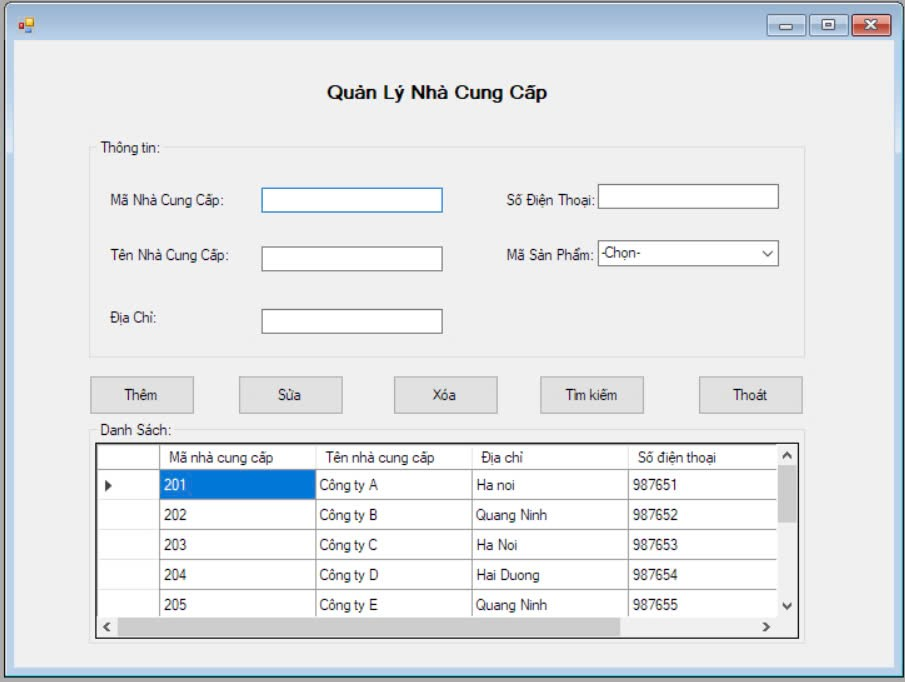 Quản Lý Nhà Cung Cấp
Thông tin:
Mã Nhà Cung Cấp:
Số Điện Thoại:
Tên Nhà Cung Cấp:
Mã Sản Phẩm: -Chọn-
Địa Chỉ:
Thêm Sửa Xóa Tìm kiếm Thoát
Danh Sách:
Mã nhà cung cấp Tên nhà cung cấp Địa chỉ Số điện thoại
201 Công ty A Ha noi 987651
202 Công ty B Quang Ninh 987652
203 Công ty C Ha Noi 987653
204 Công ty D Hai Duong 987654
205 Công ty E Quang Ninh 987655